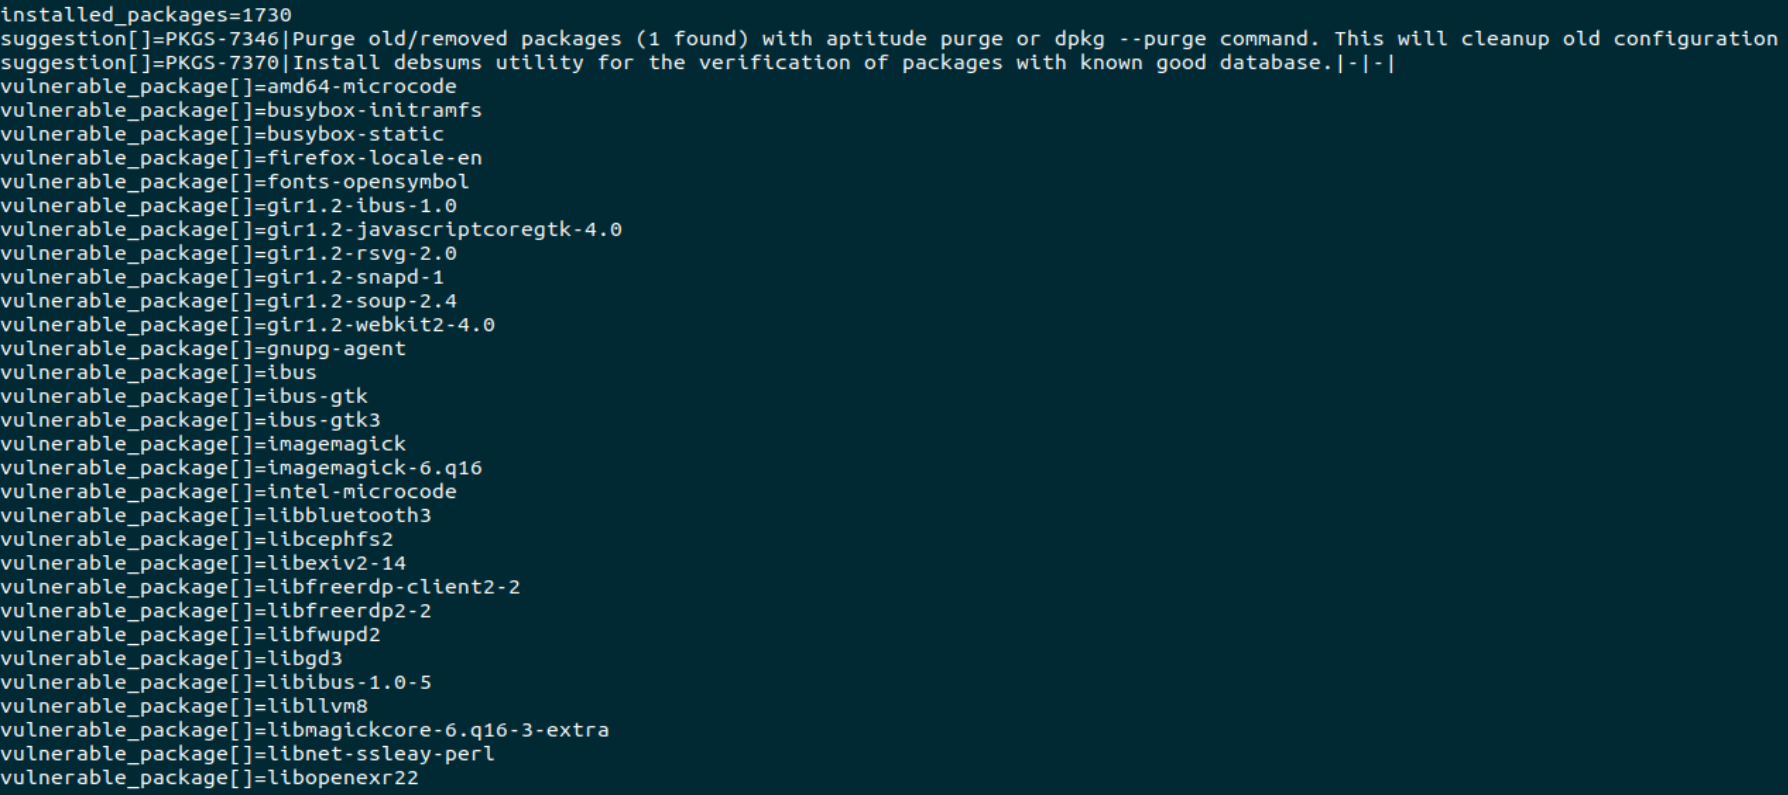 installed_packages=1730
suggestion[]=PKGS-7346|Purge old/removed packages (1 found) with aptitude purge or dpkg --purge command. This will cleanup old configuration
suggestion[]=PKGS-7370|Install debsums utility for the verification of packages with known good database.|-|-|
vulnerable_package[]=amd64-microcode
vulnerable_package[]=busybox-initramfs
vulnerable_package[]=busybox-static
vulnerable_package[]=firefox-locale-en
vulnerable_package[]=fonts-opensymbol
vulnerable_package[]=gir1.2-ibus-1.0
vulnerable_package[]=gir1.2-javascriptcoregtk-4.0
vulnerable_package[]=gir1.2-rsvg-2.0
vulnerable_package[]=gir1.2-snapd-1
vulnerable_package[]=gir1.2-soup-2.4
vulnerable_package[]=gir1.2-webkit2-4.0
vulnerable_package[]=gnupg-agent
vulnerable_package[]=ibus
vulnerable_package[]=ibus-gtk
vulnerable_package[]=ibus-gtk3
vulnerable_package[]=imagemagick
vulnerable_package[]=imagemagick-6.q16
vulnerable_package[]=intel-microcode
vulnerable_package[]=libbluetooth3
vulnerable_package[]=libcephfs2
vulnerable_package[]=libexiv2-14
vulnerable_package[]=libfreerdp-client2-2
vulnerable_package[]=libfreerdp2-2
vulnerable_package[]=libfwupd2
vulnerable_package[]=libgd3
vulnerable_package[]=libibus-1.0-5
vulnerable_package[]=libllvm8
vulnerable_package[]=libmagickcore-6.q16-3-extra
vulnerable_package[]=libnet-ssleay-perl
vulnerable_package[]=libopenexr22